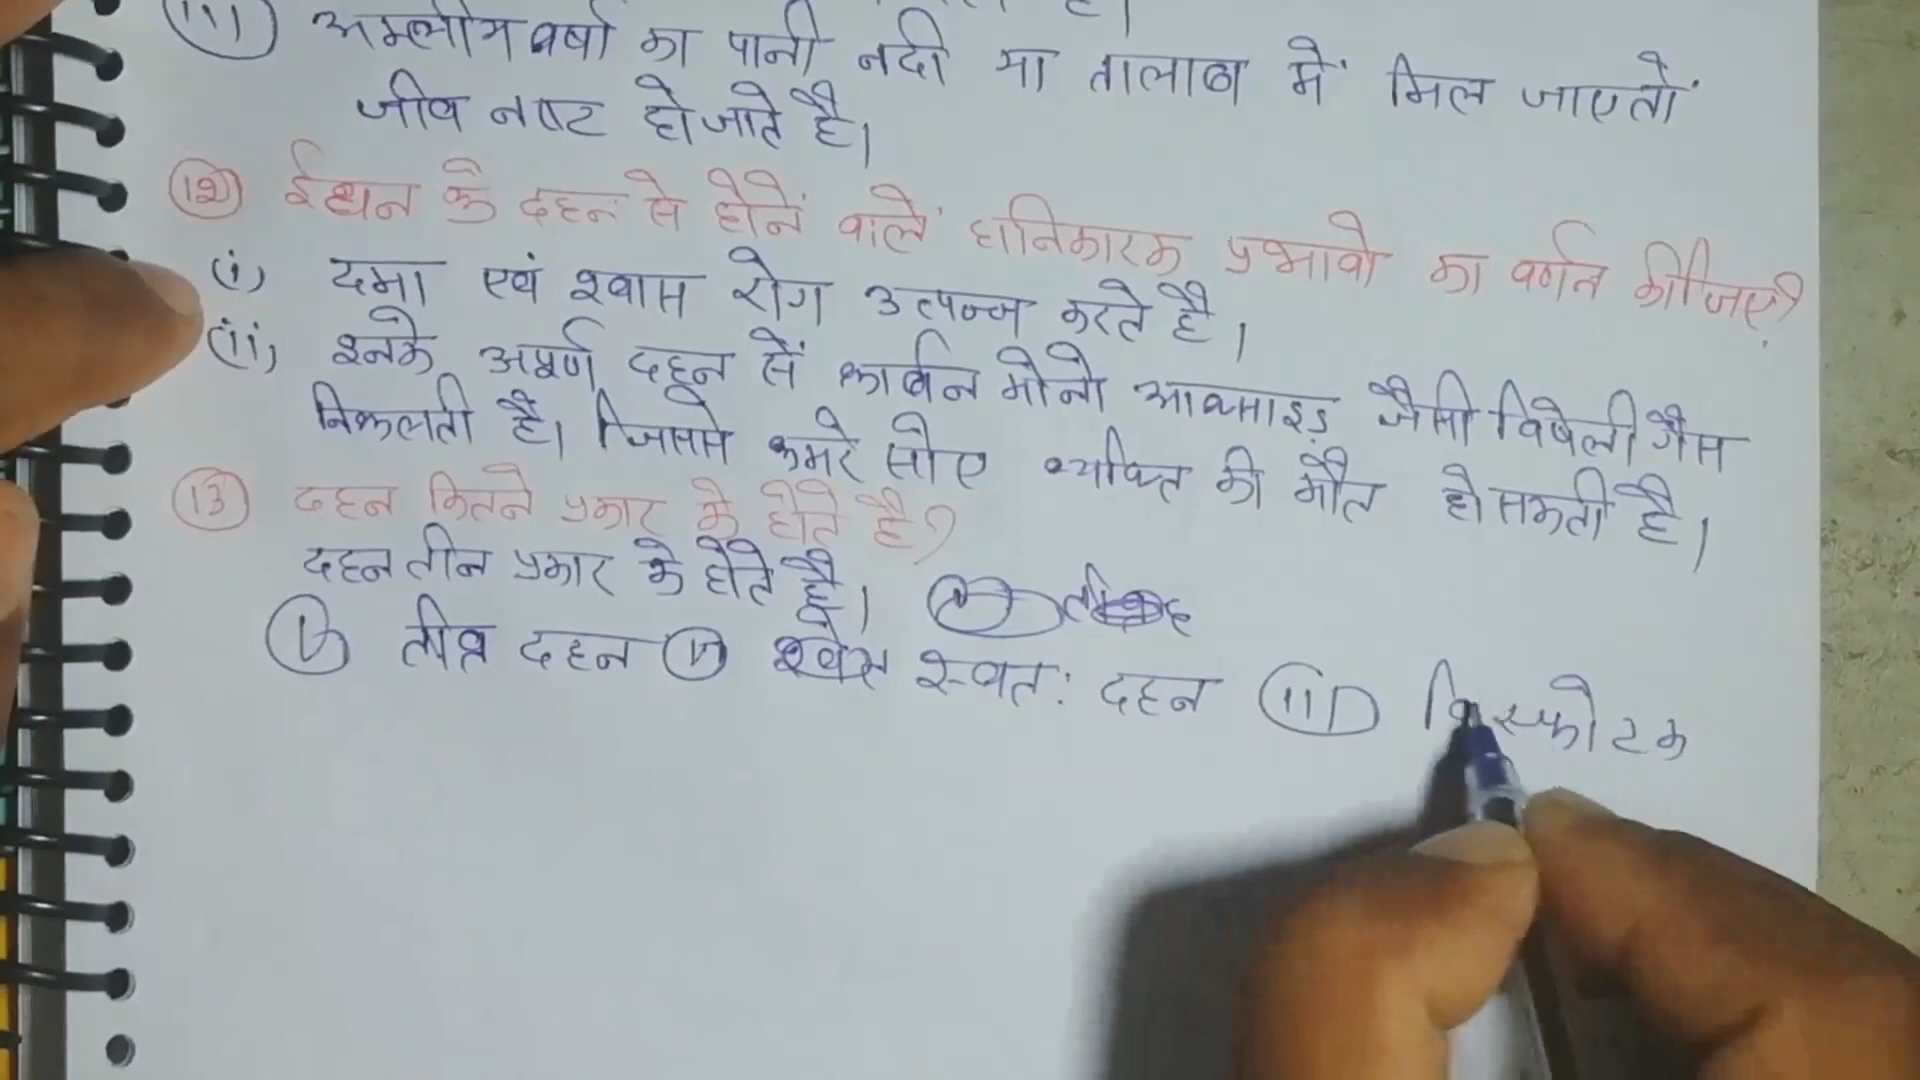 (iii) अम्लीय वर्षा का पानी नदी या तालाब में मिल जाए तों
जीव नष्ट हो जाते है।
(12) ईंधन के दहन से होनें वालें हानिकारक प्रभावो का वर्णन कीजिए?
(i) दमा एवं श्वास रोग उत्पन्न करते है।
(ii) इनके अपूर्ण दहन सें कार्बन मोनो आक्साइड़ जैसी विषेली गैस
निकलती है। जिससे कमरे सोए व्यक्ति की मौत हो सकती है।
(13) दहन कितने प्रकार के होते है?
दहन तीन प्रकार के होते है।
(i) तीव्र दहन (ii) स्वत: दहन (iii) विस्फोटक